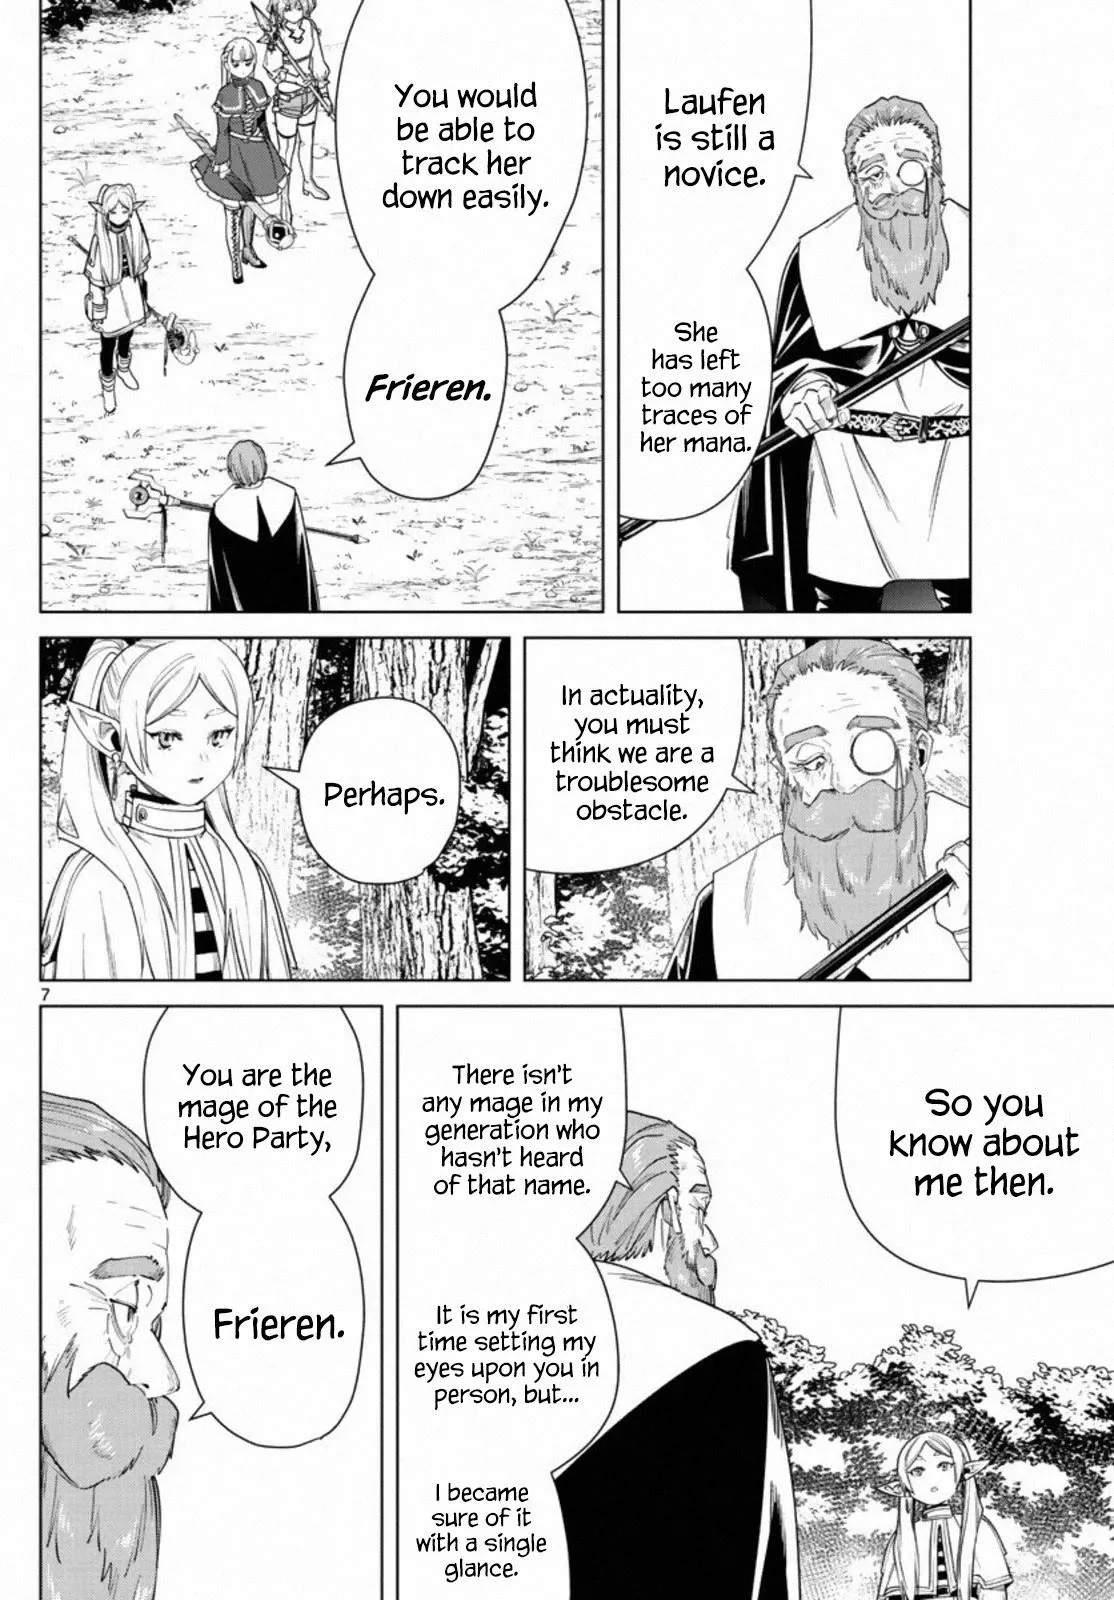 Laufen
is still a
novice.
She
has left
too many
traces of
her mana.
You would
be able to
track her
down easily.
Frieren.
In actuality,
you must
think we are a
troublesome
obstacle.
Perhaps.
7
So you
know about
me then.
There isn't
any mage in my
generation who
hasn't heard
of that name.
It is my first
time setting my
eyes upon you in
person, but...
I became
sure of it
with a single
glance.
You are the
mage of the
Hero Party,
Frieren.